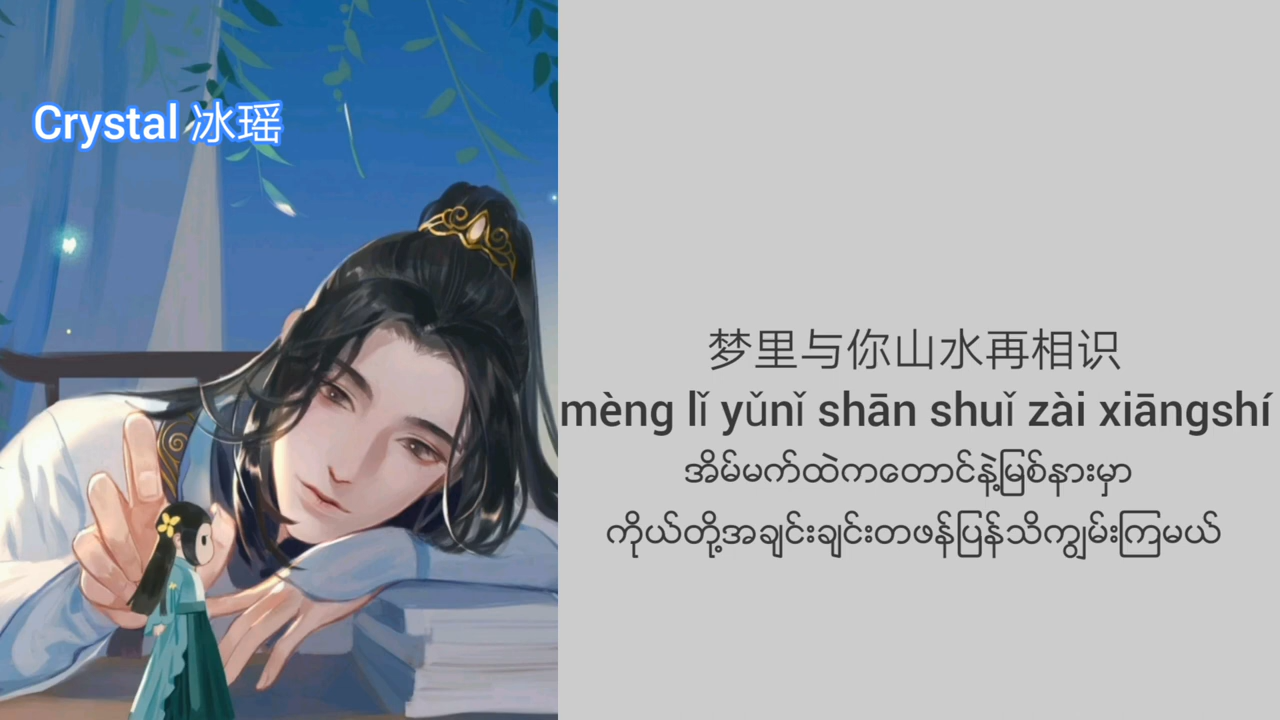 Crystal 冰瑶
梦里与你山水再相识
mèng lǐ yǔnǐ shān shuǐ zài xiāngshí
အိမ်မက်ထဲကတောင်နဲ့မြစ်နားမှာ
ကိုယ်တို့အချင်းချင်းတဖန်ပြန်သိကျွမ်းကြမယ်